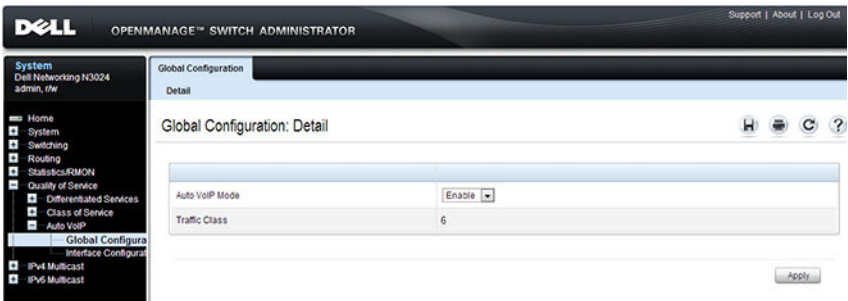 Support | About | Log Out
DELL
OPENMANAGE™ SWITCH ADMINISTRATOR
System
Dell Networking N3024
admin, r/w
Home
System
Switching
Routing
Statistics/RMON
Quality of Service
Differentiated Services
Class of Service
Auto VoIP
Global Configura
Interface Configurat
IPv4 Multicast
IPv6 Multicast
Global Configuration
Detail
Global Configuration: Detail
H
C
?
Auto VoIP Mode Enable
Traffic Class 6
Apply